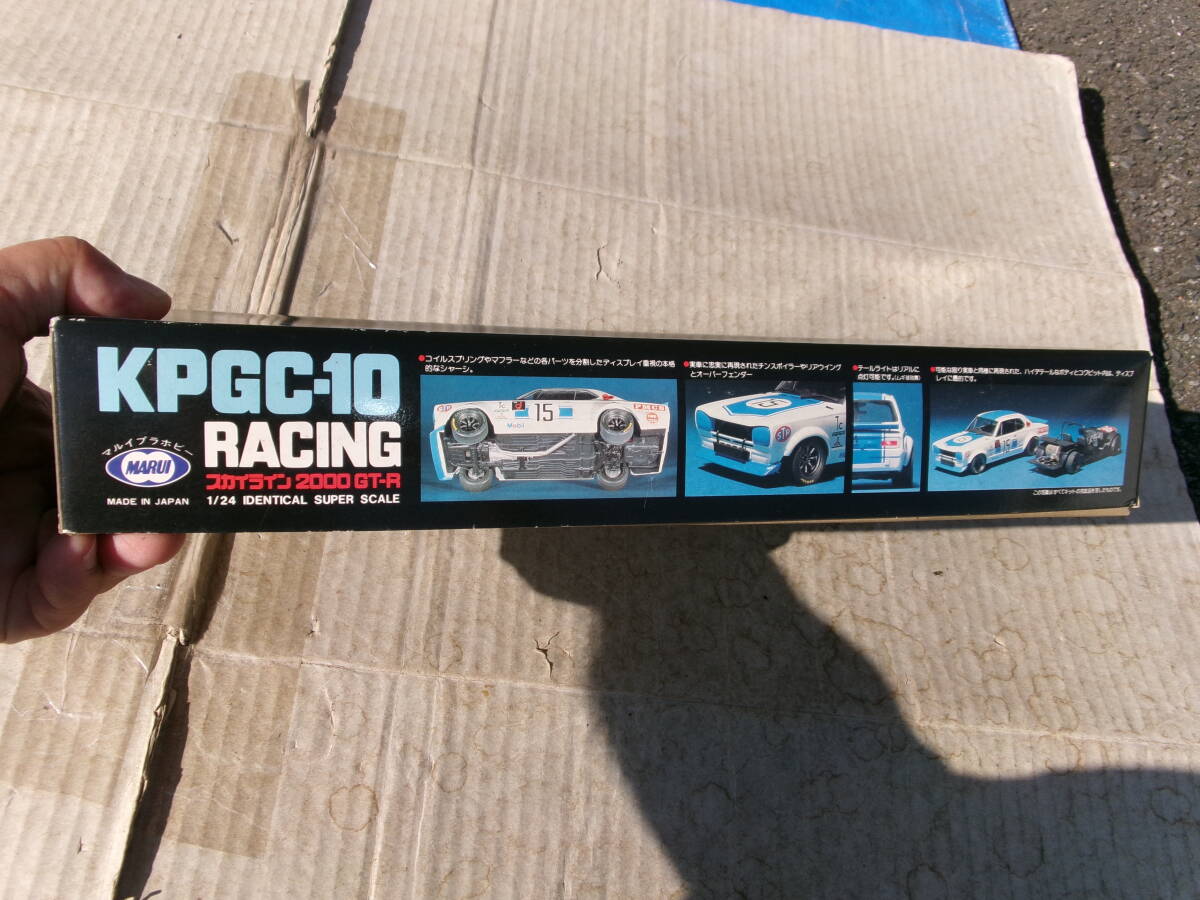 KPGC-10
RACING
マルイプラホビー
MARUI
MADE IN JAPAN
スカイライン 2000 GT-R
1/24 IDENTICAL SUPER SCALE
●コイルスプリングやマフラーなどの各パーツを分割したディスプレイ重視の本格
的なシャーシ。
STP
15
Mobil
●実車に忠実に再現されたチンスポイラーやリアウイング
とオーバーフェンダー
15
●テールライトはリアルに
点灯可能です。
●可能な限り実車と同様に再現された、ハイデテールなボディとコクピット内は、ディスプ
レイに最適です。
15